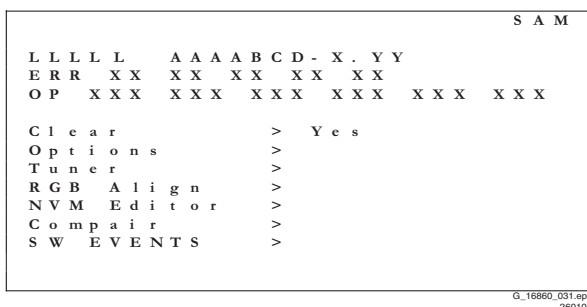 SAM
LLLLL AAAABCD-X.YY
ERR XX XX XX XX XX
OP XXX XXX XXX XXX XXX XXX
Clear > Yes
Options >
Tuner >
RGB Align >
NVM Editor >
Compair >
SW EVENTS >
G_16860_031.ep